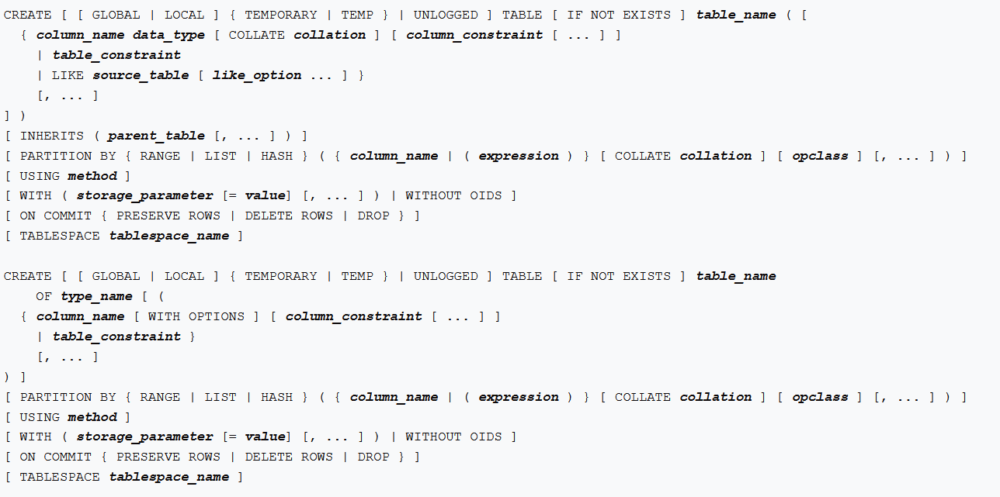 CREATE [ [ GLOBAL | LOCAL ] { TEMPORARY | TEMP } | UNLOGGED ] TABLE [ IF NOT EXISTS ] table_name ( [
  { column_name data_type [ COLLATE collation ] [ column_constraint [ ... ] ]
    | table_constraint
    | LIKE source_table [ like_option ... ] }
    [, ... ]
] )
[ INHERITS ( parent_table [, ... ] ) ]
[ PARTITION BY { RANGE | LIST | HASH } ( { column_name | ( expression ) } [ COLLATE collation ] [ opclass ] [, ... ] ) ]
[ USING method ]
[ WITH ( storage_parameter [= value] [, ... ] ) | WITHOUT OIDS ]
[ ON COMMIT { PRESERVE ROWS | DELETE ROWS | DROP } ]
[ TABLESPACE tablespace_name ]

CREATE [ [ GLOBAL | LOCAL ] { TEMPORARY | TEMP } | UNLOGGED ] TABLE [ IF NOT EXISTS ] table_name
    OF type_name [ (
  { column_name [ WITH OPTIONS ] [ column_constraint [ ... ] ]
    | table_constraint }
    [, ... ]
) ]
[ PARTITION BY { RANGE | LIST | HASH } ( { column_name | ( expression ) } [ COLLATE collation ] [ opclass ] [, ... ] ) ]
[ USING method ]
[ WITH ( storage_parameter [= value] [, ... ] ) | WITHOUT OIDS ]
[ ON COMMIT { PRESERVE ROWS | DELETE ROWS | DROP } ]
[ TABLESPACE tablespace_name ]